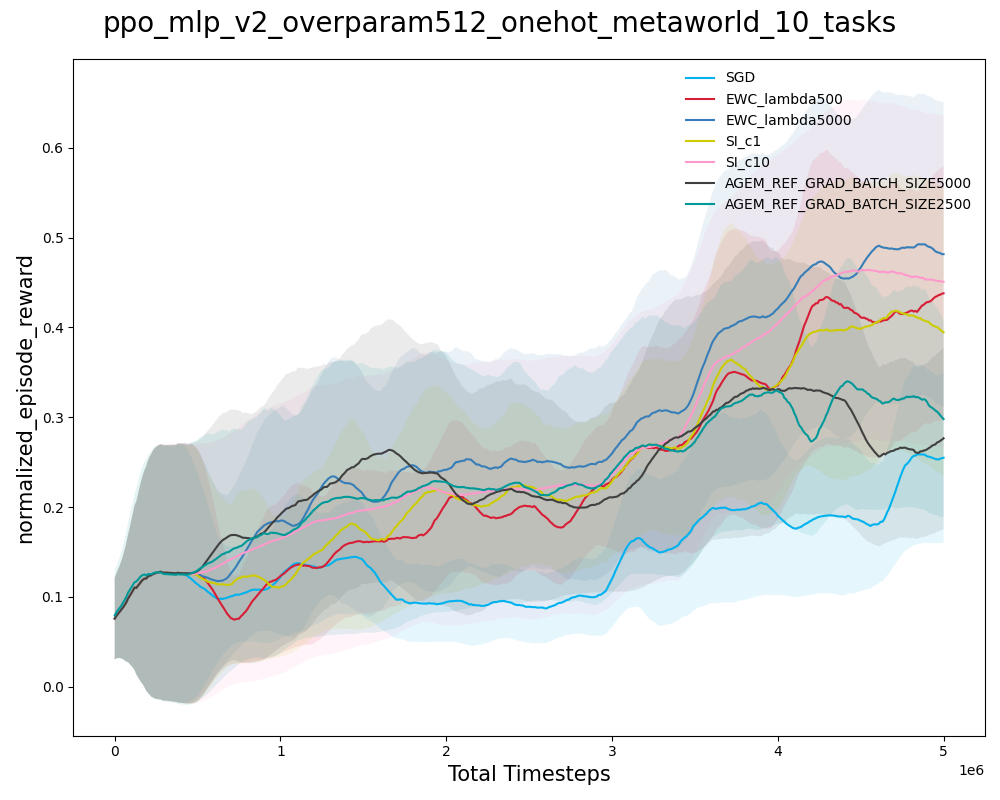 ppo_mlp_v2_overparam512_onehot_metaworld_10_tasks
SGD
EWC_lambda500
EWC_lambda5000
SI_c1
SI_c10
AGEM_REF_GRAD_BATCH_SIZE5000
AGEM_REF_GRAD_BATCH_SIZE2500
normalized_episode_reward
0.6
0.5
0.4
0.3
0.2
0.1
0.0
0 1 2 3 4 5
1e6
Total Timesteps